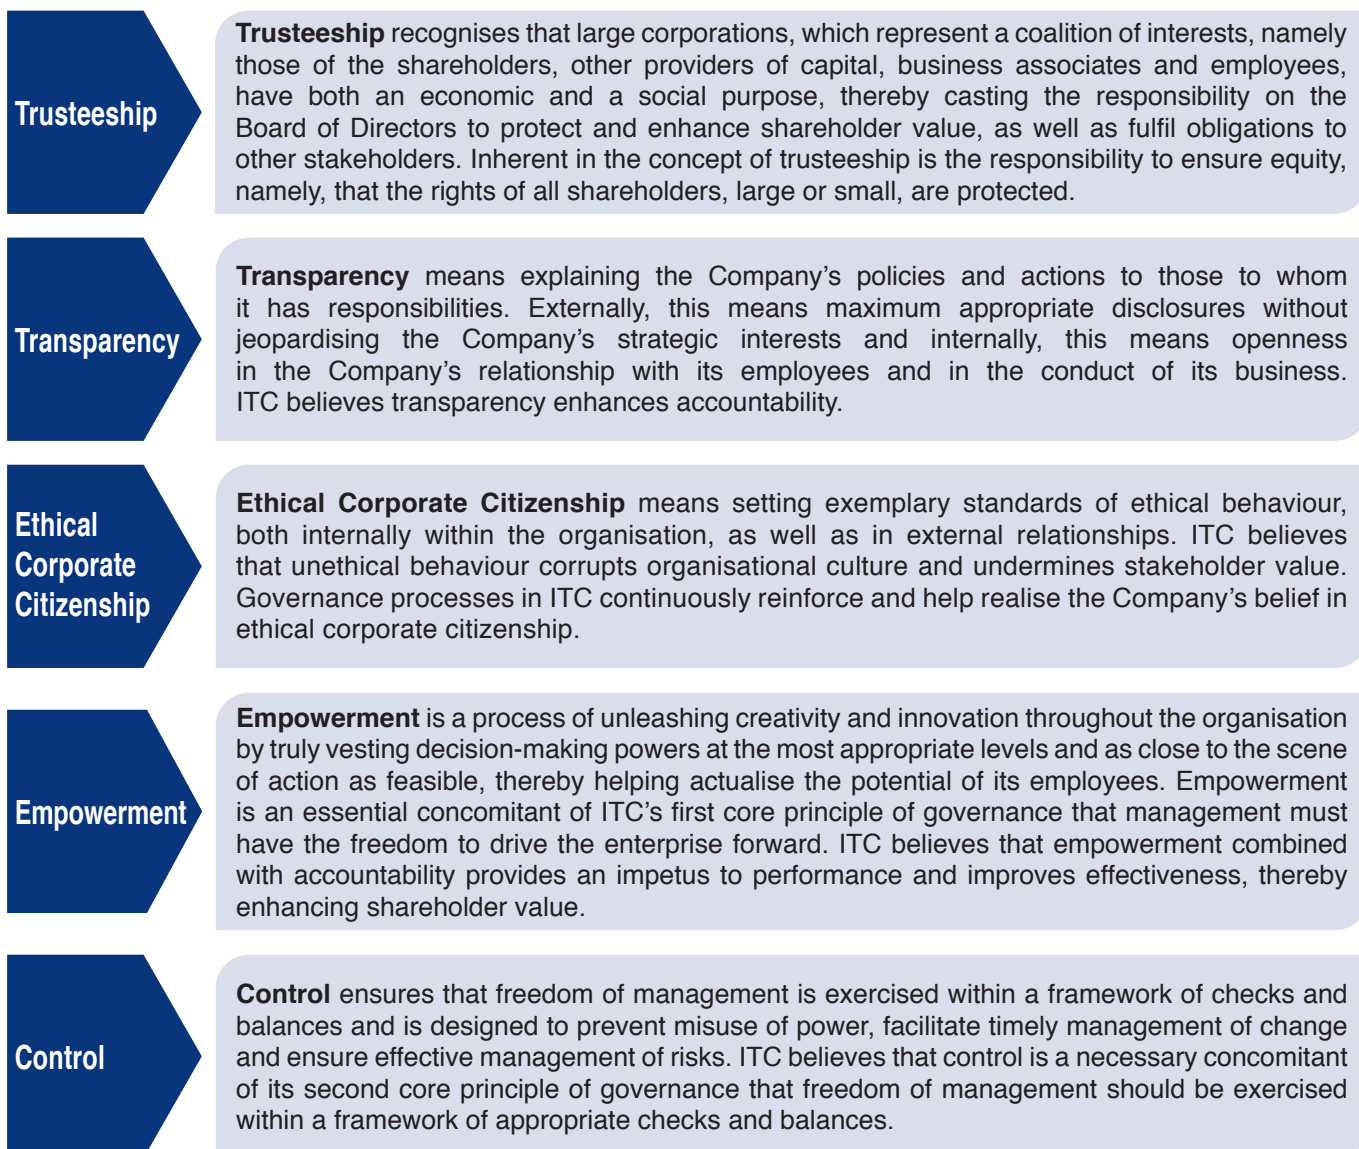 Trusteeship
Trusteeship recognises that large corporations, which represent a coalition of interests, namely
those of the shareholders, other providers of capital, business associates and employees,
have both an economic and a social purpose, thereby casting the responsibility on the
Board of Directors to protect and enhance shareholder value, as well as fulfil obligations to
other stakeholders. Inherent in the concept of trusteeship is the responsibility to ensure equity,
namely, that the rights of all shareholders, large or small, are protected.
Transparency
Transparency means explaining the Company's policies and actions to those to whom
it has responsibilities. Externally, this means maximum appropriate disclosures without
jeopardising the Company's strategic interests and internally, this means openness
in the Company's relationship with its employees and in the conduct of its business.
ITC believes transparency enhances accountability.
Ethical
Corporate
Citizenship
Ethical Corporate Citizenship means setting exemplary standards of ethical behaviour,
both internally within the organisation, as well as in external relationships. ITC believes
that unethical behaviour corrupts organisational culture and undermines stakeholder value.
Governance processes in ITC continuously reinforce and help realise the Company's belief in
ethical corporate citizenship.
Empowerment
Empowerment is a process of unleashing creativity and innovation throughout the organisation
by truly vesting decision-making powers at the most appropriate levels and as close to the scene
of action as feasible, thereby helping actualise the potential of its employees. Empowerment
is an essential concomitant of ITC's first core principle of governance that management must
have the freedom to drive the enterprise forward. ITC believes that empowerment combined
with accountability provides an impetus to performance and improves effectiveness, thereby
enhancing shareholder value.
Control
Control ensures that freedom of management is exercised within a framework of checks and
balances and is designed to prevent misuse of power, facilitate timely management of change
and ensure effective management of risks. ITC believes that control is a necessary concomitant
of its second core principle of governance that freedom of management should be exercised
within a framework of appropriate checks and balances.